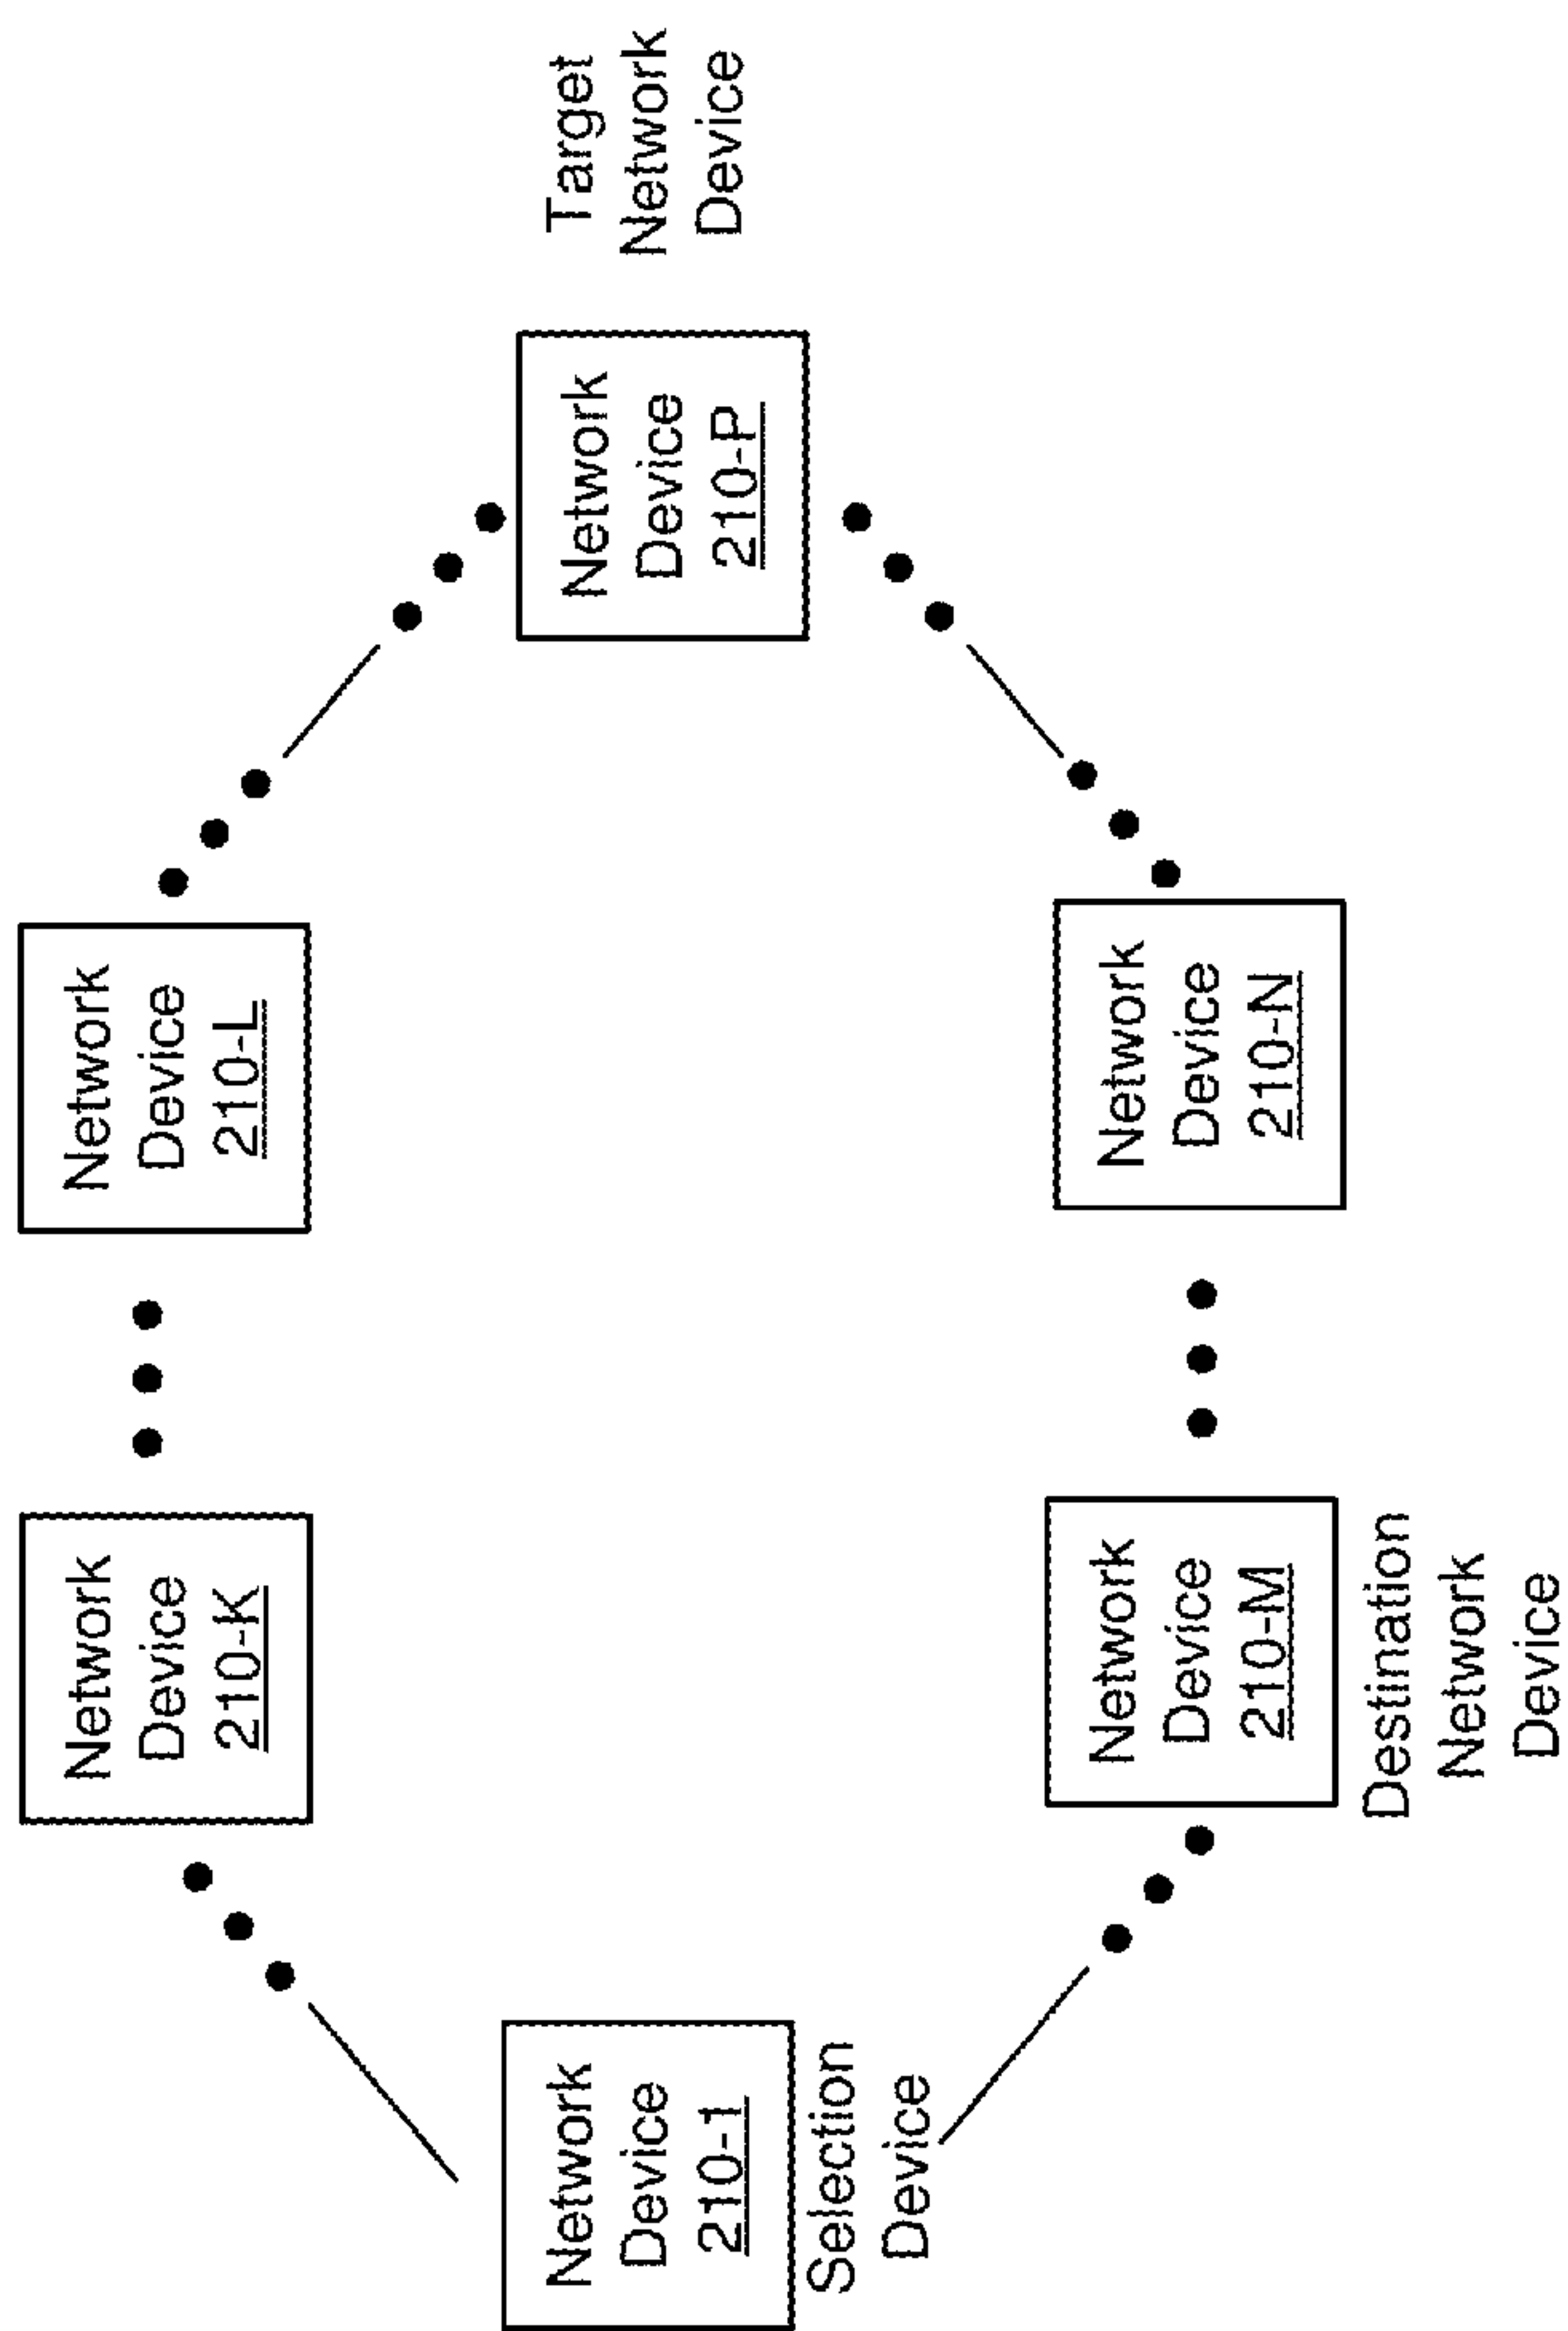 Network
Device
210-K
Network
Device
210-L
Network
Device
210-1
Selection
Device
Network
Device
210-P
Target
Network
Device
Network
Device
210-M
Destination
Network
Device
Network
Device
210-N